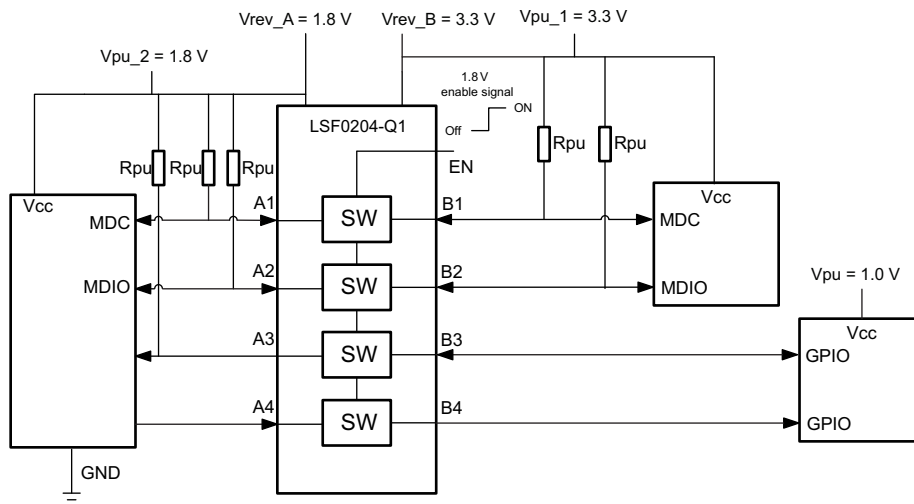 Vrev_A = 1.8 V
Vrev_B = 3.3 V
Vpu_1 = 3.3 V
Vpu_2 = 1.8 V
1.8 V
enable signal
ON
Off
LSF0204-Q1
EN
Rpu
Rpu
Rpu
Rpu
Rpu
Vcc
MDC
A1
SW
B1
Vcc
MDC
MDIO
A2
SW
B2
MDIO
Vpu = 1.0 V
A3
SW
B3
Vcc
GPIO
A4
SW
B4
GPIO
GND